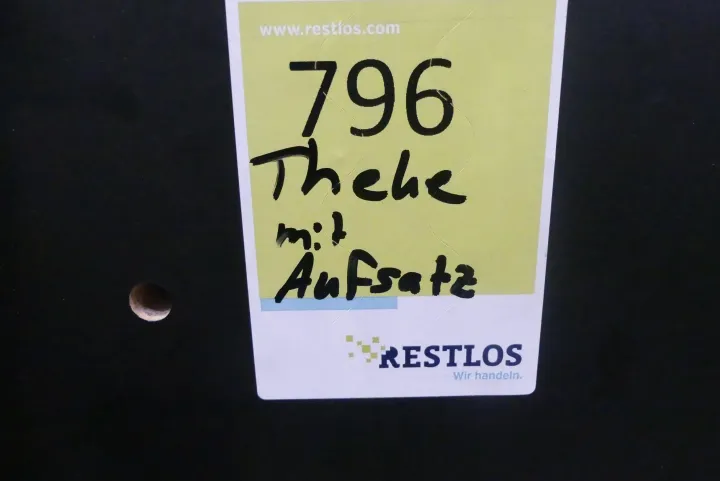 www.restlos.com
796
Theke
mit
Aufsatz
RESTLOS
Wir handeln.